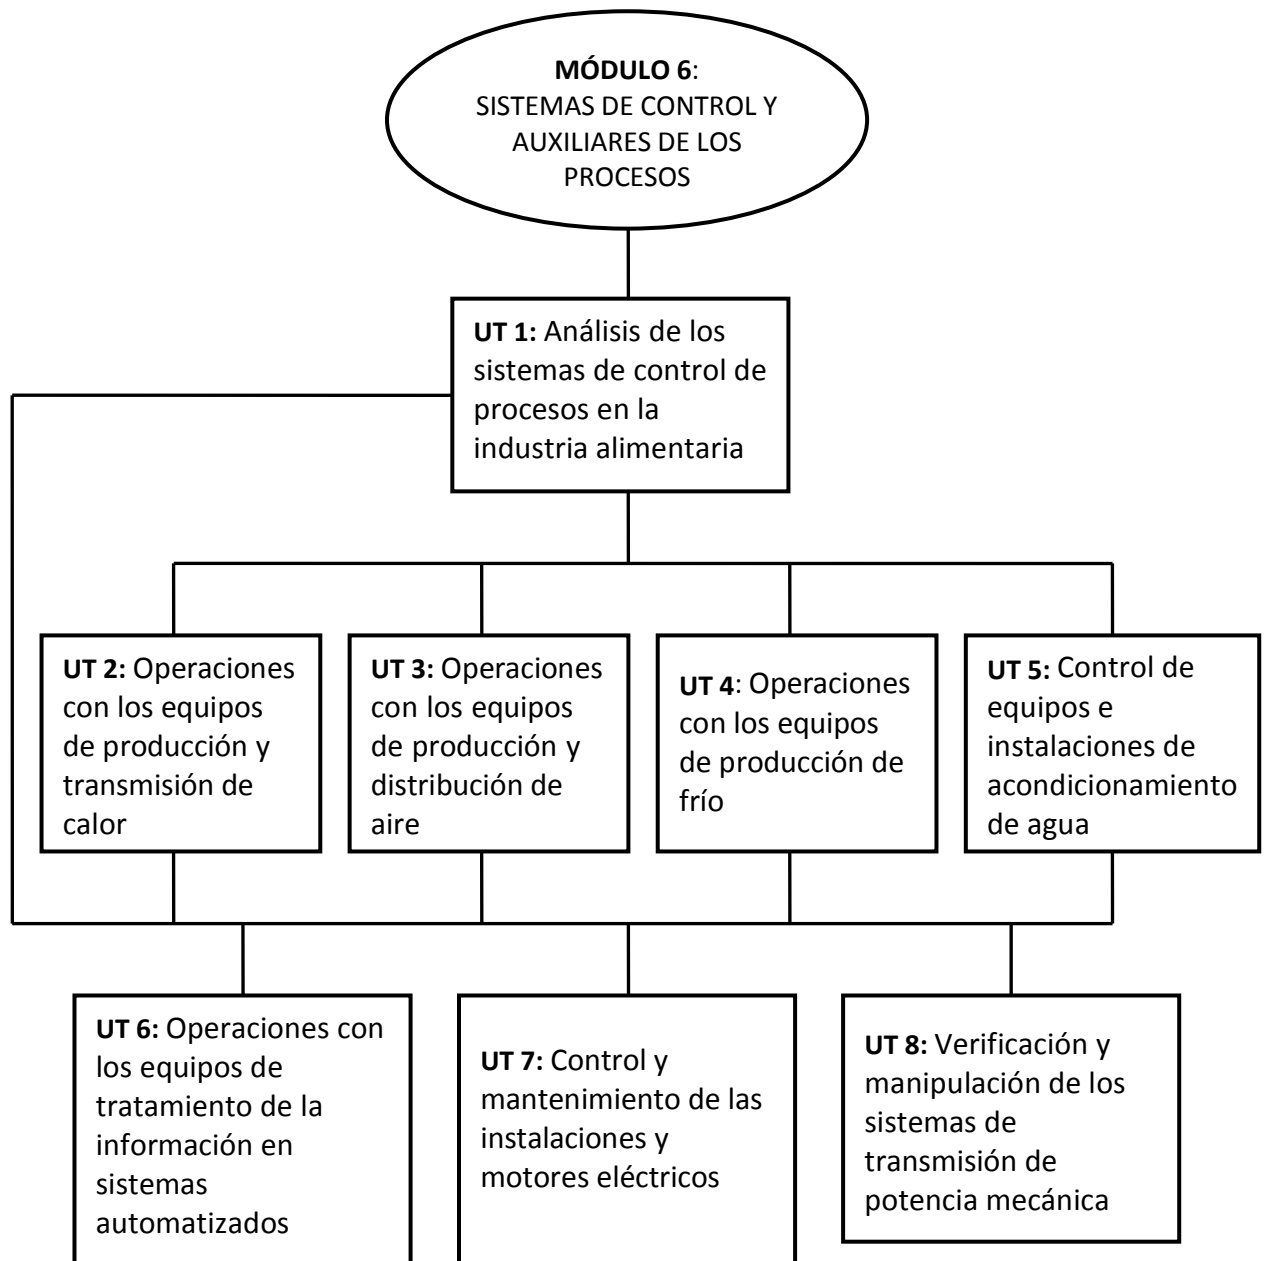 MÓDULO 6:
SISTEMAS DE CONTROL Y
AUXILIARES DE LOS
PROCESOS
UT 1: Análisis de los
sistemas de control de
procesos en la
industria alimentaria
UT 2: Operaciones
con los equipos
de producción y
transmisión de
calor
UT 3: Operaciones
con los equipos
de producción y
distribución de
aire
UT 4: Operaciones
con los equipos
de producción de
frío
UT 5: Control de
equipos e
instalaciones de
acondicionamiento
de agua
UT 6: Operaciones con
los equipos de
tratamiento de la
información en
sistemas
automatizados
UT 7: Control y
mantenimiento de las
instalaciones y
motores eléctricos
UT 8: Verificación y
manipulación de los
sistemas de
transmisión de
potencia mecánica